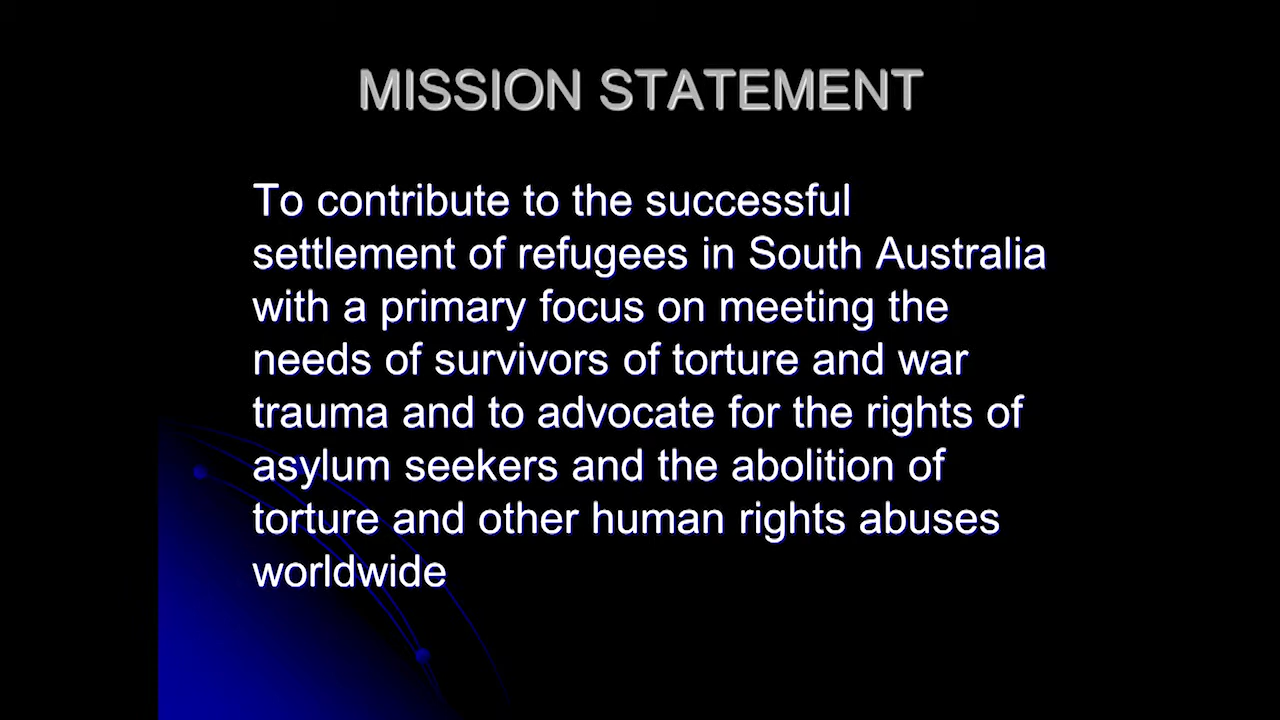 MISSION STATEMENT
To contribute to the successful
settlement of refugees in South Australia
with a primary focus on meeting the
needs of survivors of torture and war
trauma and to advocate for the rights of
asylum seekers and the abolition of
torture and other human rights abuses
worldwide